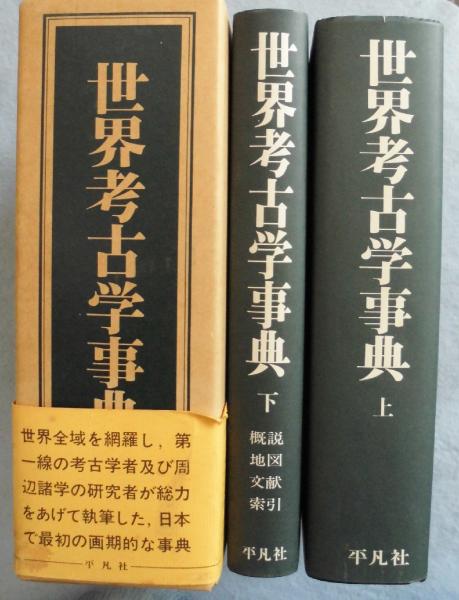 世界考古学事典
世界全域を網羅し，第
一線の考古学者及び周
辺諸学の研究者が総力
をあげて執筆した，日本
で最初の画期的な事典
平凡社
世界考古学事典
下
概説
地図
文献
索引
平凡社
世界考古学事典
上
平凡社